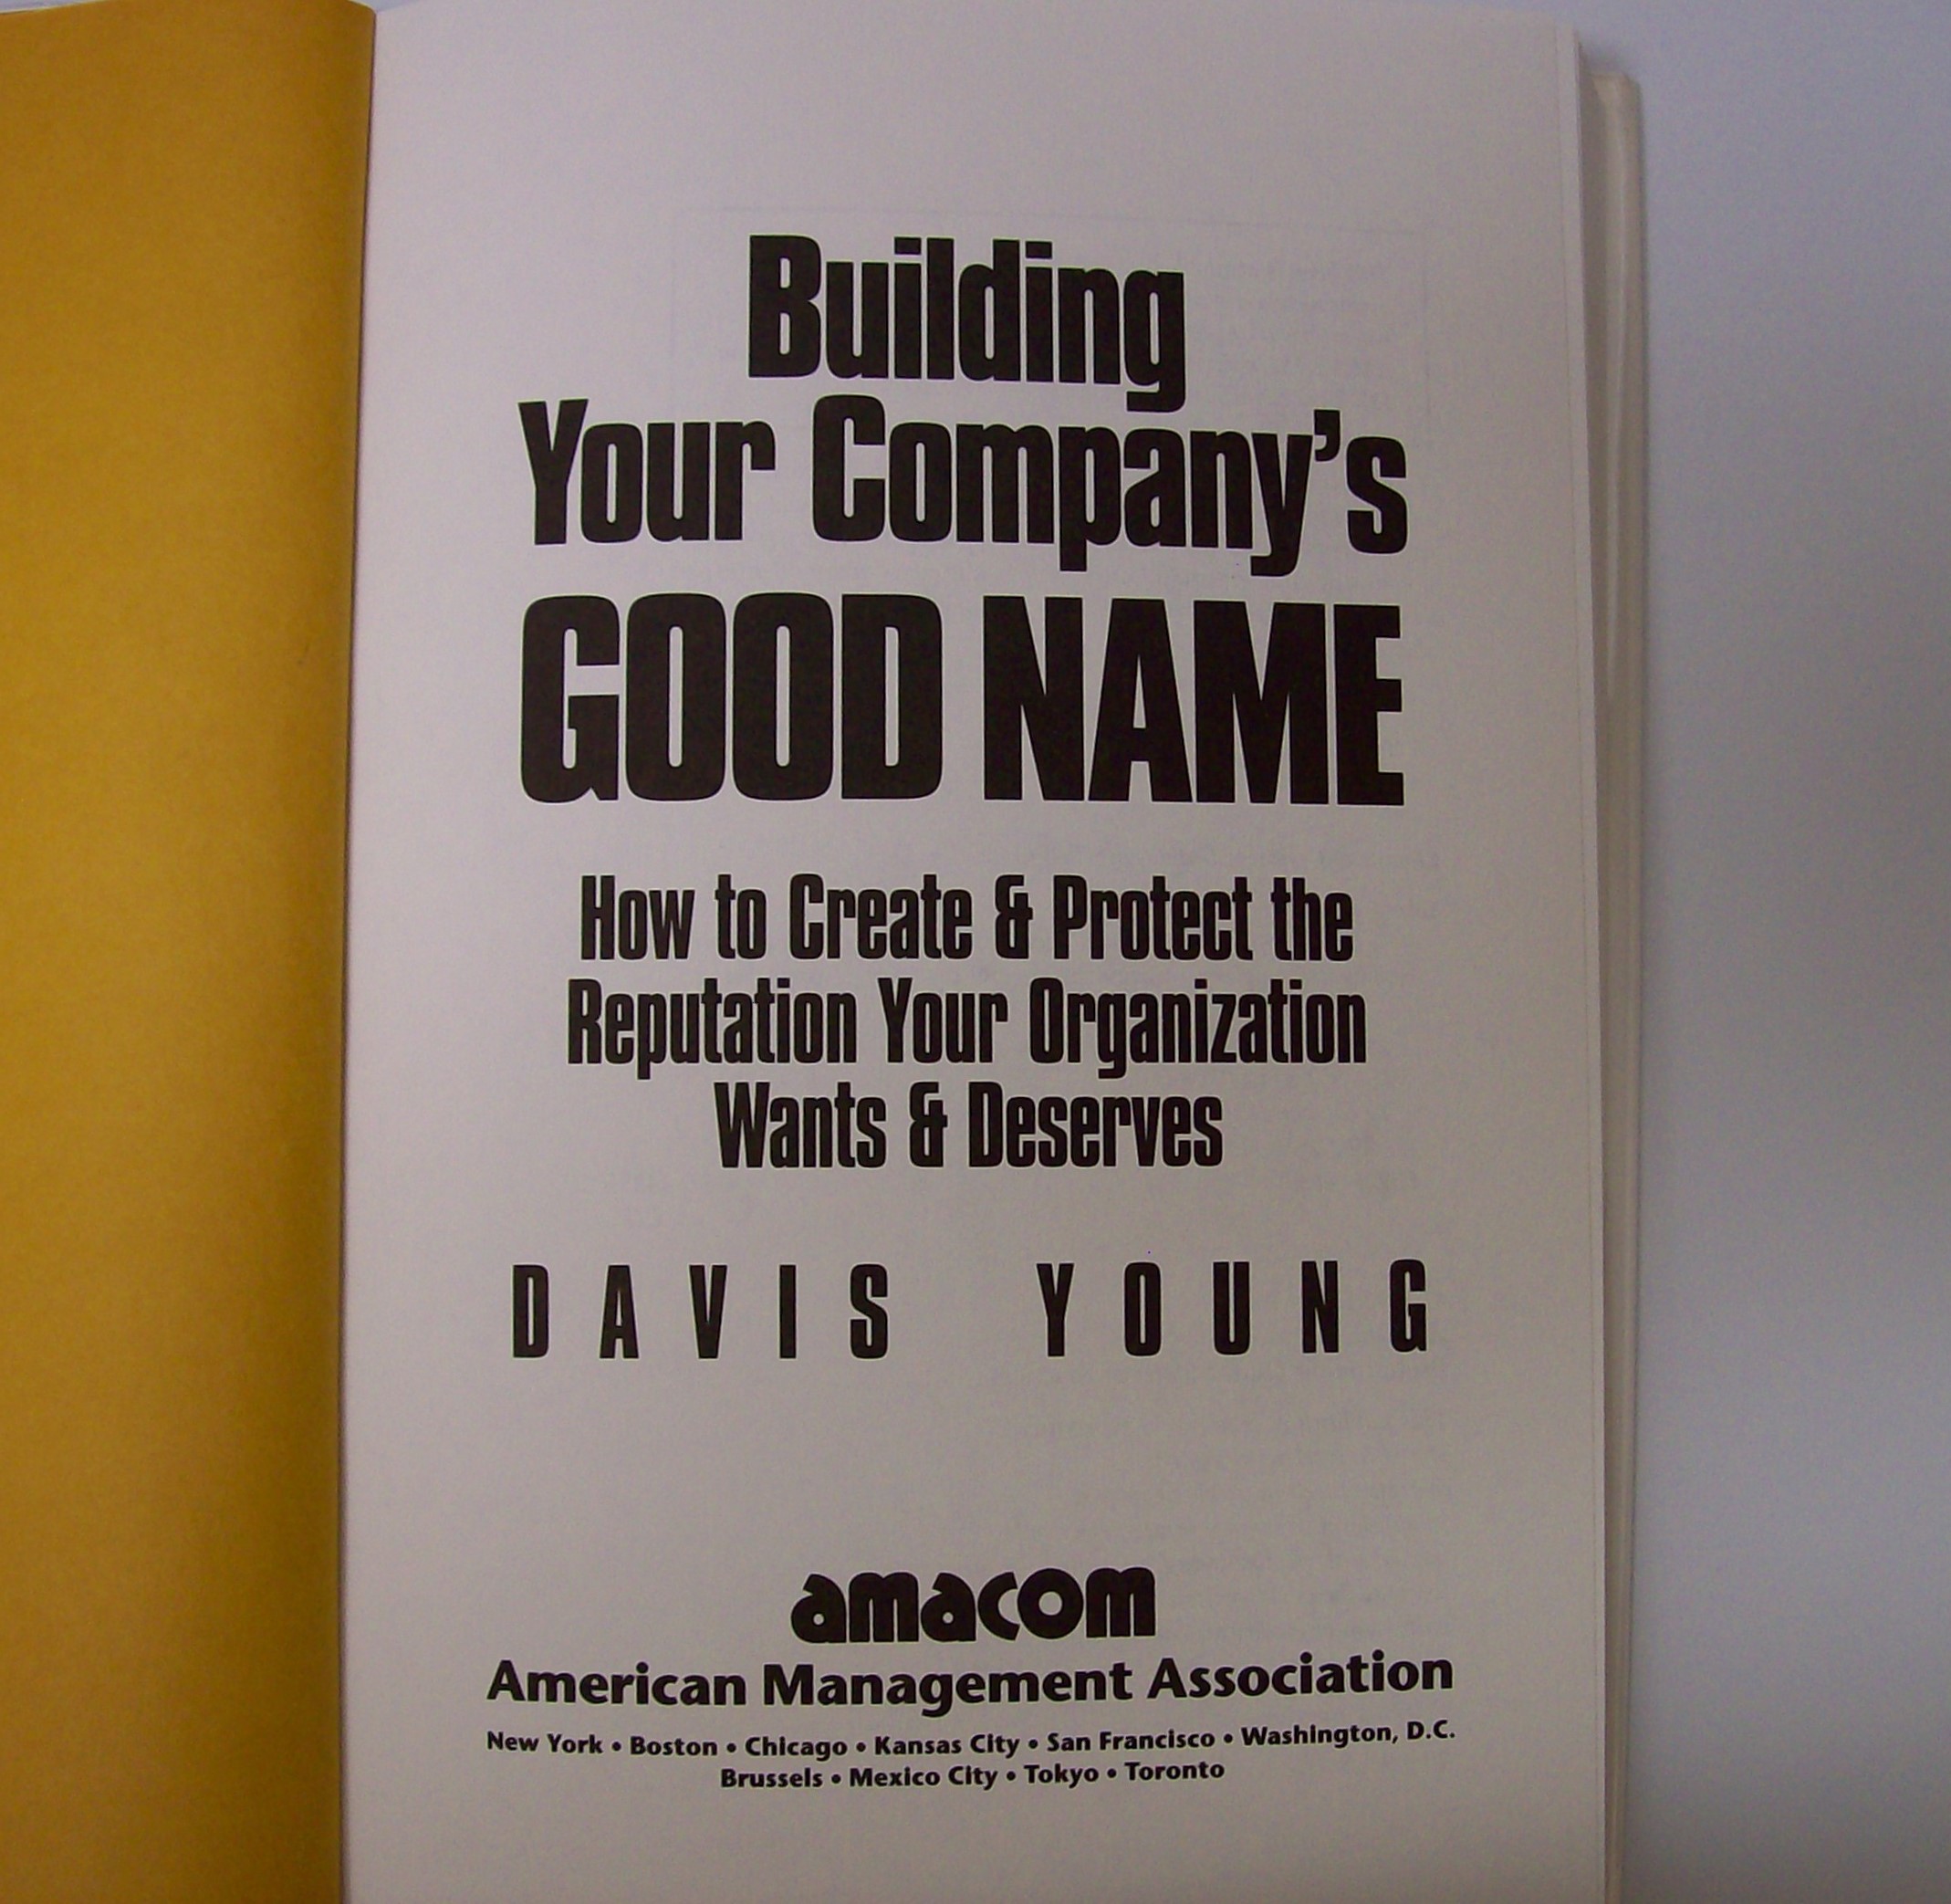 Building
Your Company's
GOOD NAME
How to Create & Protect the
Reputation Your Organization
Wants & Deserves
DAVIS YOUNG
amacom
American Management Association
New York • Boston • Chicago • Kansas City • San Francisco • Washington, D.C.
Brussels • Mexico City • Tokyo • Toronto